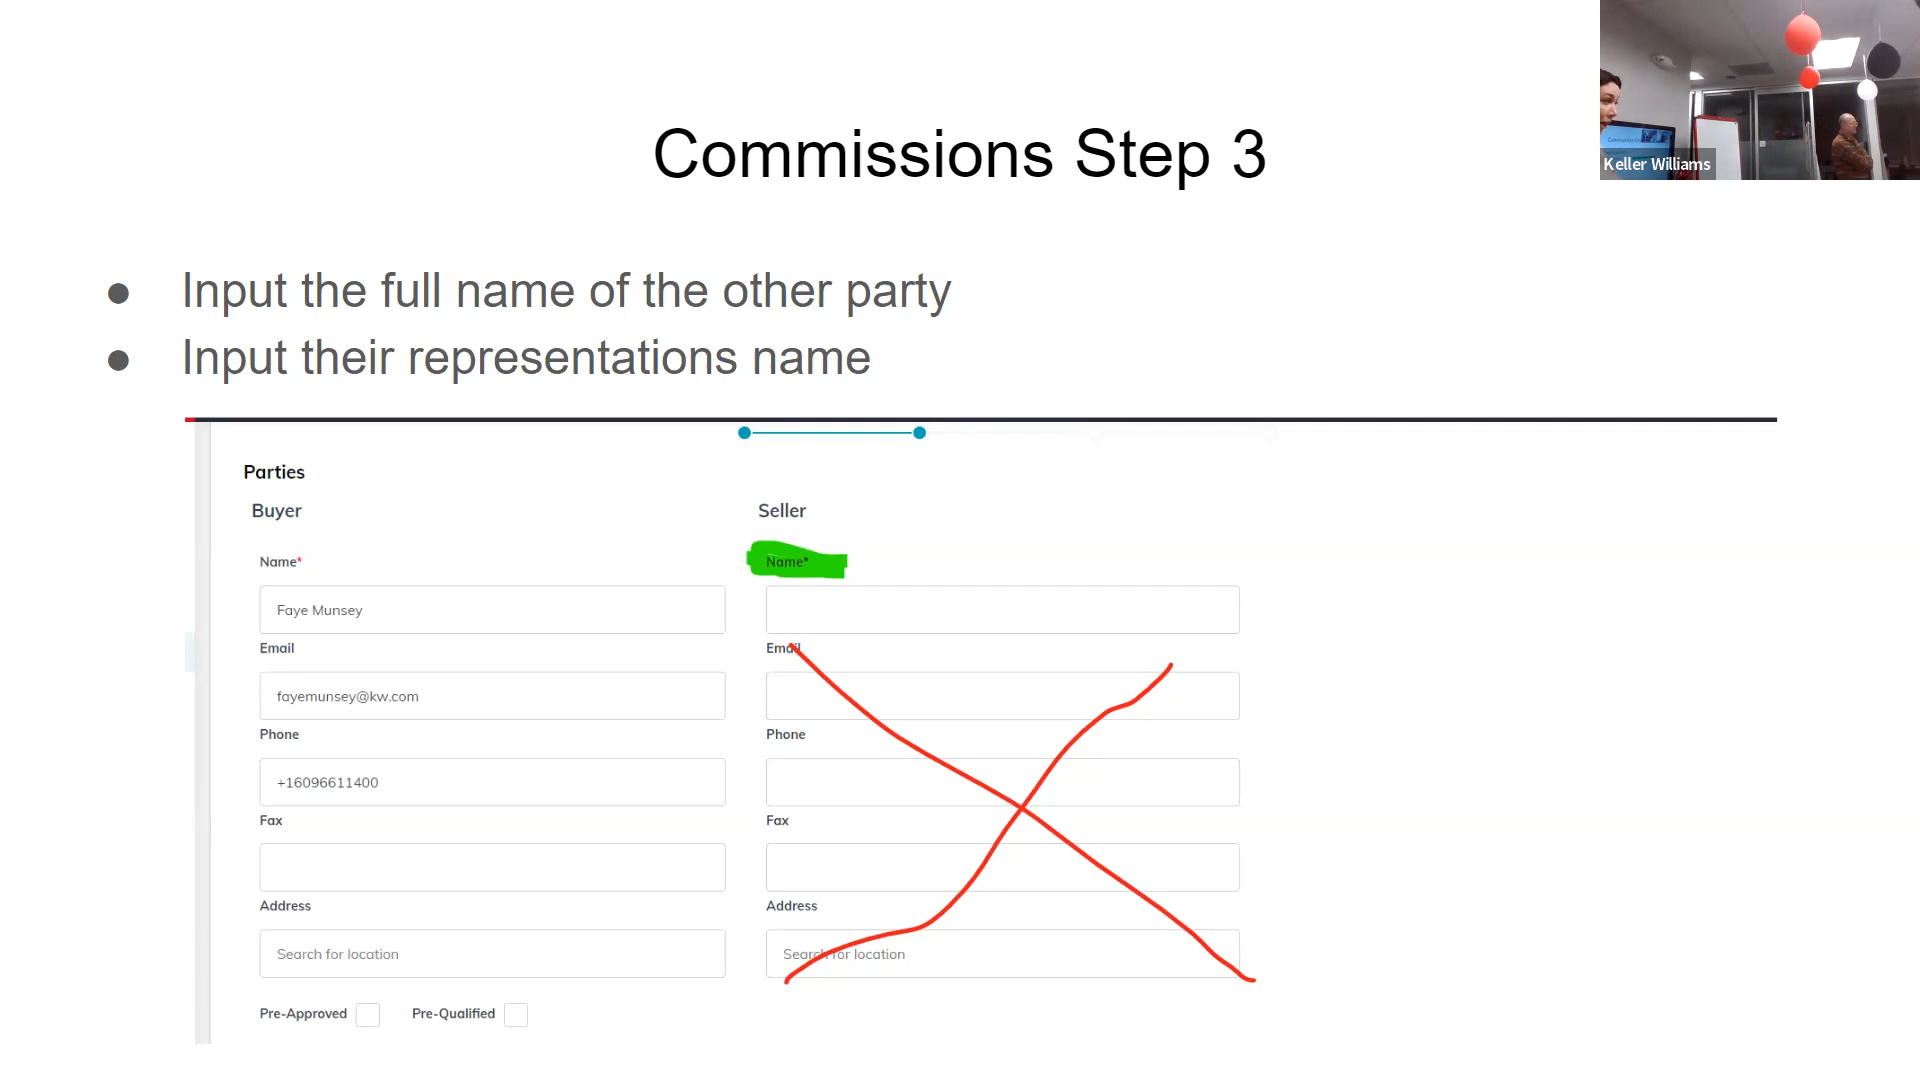 Commissions Step 3
Keller Williams
● Input the full name of the other party
● Input their representations name
Parties
Buyer
Name*
Faye Munsey
Email
fayemunsey@kw.com
Phone
+16096611400
Fax
Address
Search for location
Pre-Approved Pre-Qualified
Seller
Name*
Email
Phone
Fax
Address
Search for location